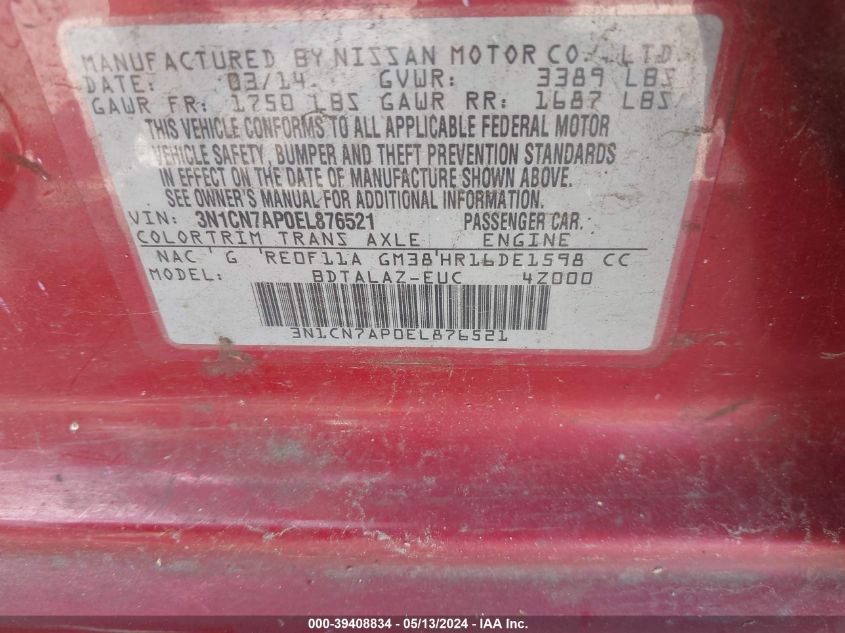 MANUFACTURED BY NISSAN MOTOR CO., LTD.
DATE: 03/14 GVWR: 3389 LBS
GAWR FR: 1750 LBS GAWR RR: 1687 LBS
THIS VEHICLE CONFORMS TO ALL APPLICABLE FEDERAL MOTOR
VEHICLE SAFETY, BUMPER AND THEFT PREVENTION STANDARDS
IN EFFECT ON THE DATE OF MANUFACTURE SHOWN ABOVE.
SEE OWNER'S MANUAL FOR ADDITIONAL INFORMATION.
VIN: 3N1CN7AP0EL876521 PASSENGER CAR.
COLOR TRIM TRANS AXLE ENGINE
NAC G RE0F11A GM38 HR16DE1598 CC
MODEL: BDTALAZ-EUC 4Z000
3N1CN7AP0EL876521
000-39408834 - 05/13/2024 - IAA Inc.